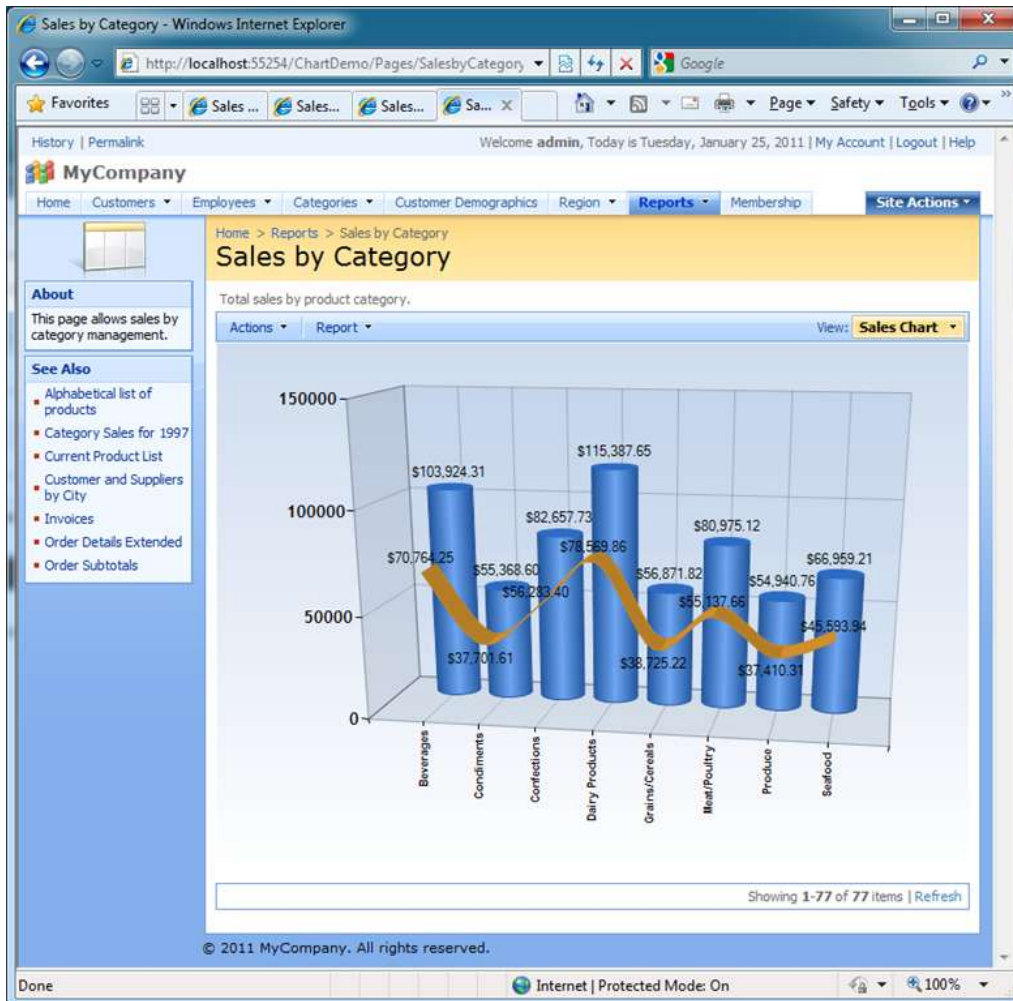 Sales by Category - Windows Internet Explorer
http://localhost:55254/ChartDemo/Pages/SalesbyCategory
Google
Favorites Sales ... Sales... Sales... Sa... Page Safety Tools
History | Permalink Welcome admin, Today is Tuesday, January 25, 2011 | My Account | Logout | Help
MyCompany
Home Customers Employees Categories Customer Demographics Region Reports Membership Site Actions
Home > Reports > Sales by Category
Sales by Category
About
This page allows sales by
category management.
See Also
Alphabetical list of
products
Category Sales for 1997
Current Product List
Customer and Suppliers
by City
Invoices
Order Details Extended
Order Subtotals
Total sales by product category.
Actions Report View: Sales Chart
150000
100000
50000
0
$103,924.31
$55,368.60
$82,657.73
$115,387.65
$56,871.82
$80,975.12
$54,940.76
$66,959.21
$70,764.25
$37,701.61
$56,283.40
$78,569.86
$38,725.22
$55,137.66
$37,410.31
$45,593.94
Beverages
Condiments
Confections
Dairy Products
Grains/Cereals
Meat/Poultry
Produce
Seafood
Showing 1-77 of 77 items | Refresh
© 2011 MyCompany. All rights reserved.
Done Internet | Protected Mode: On 100%